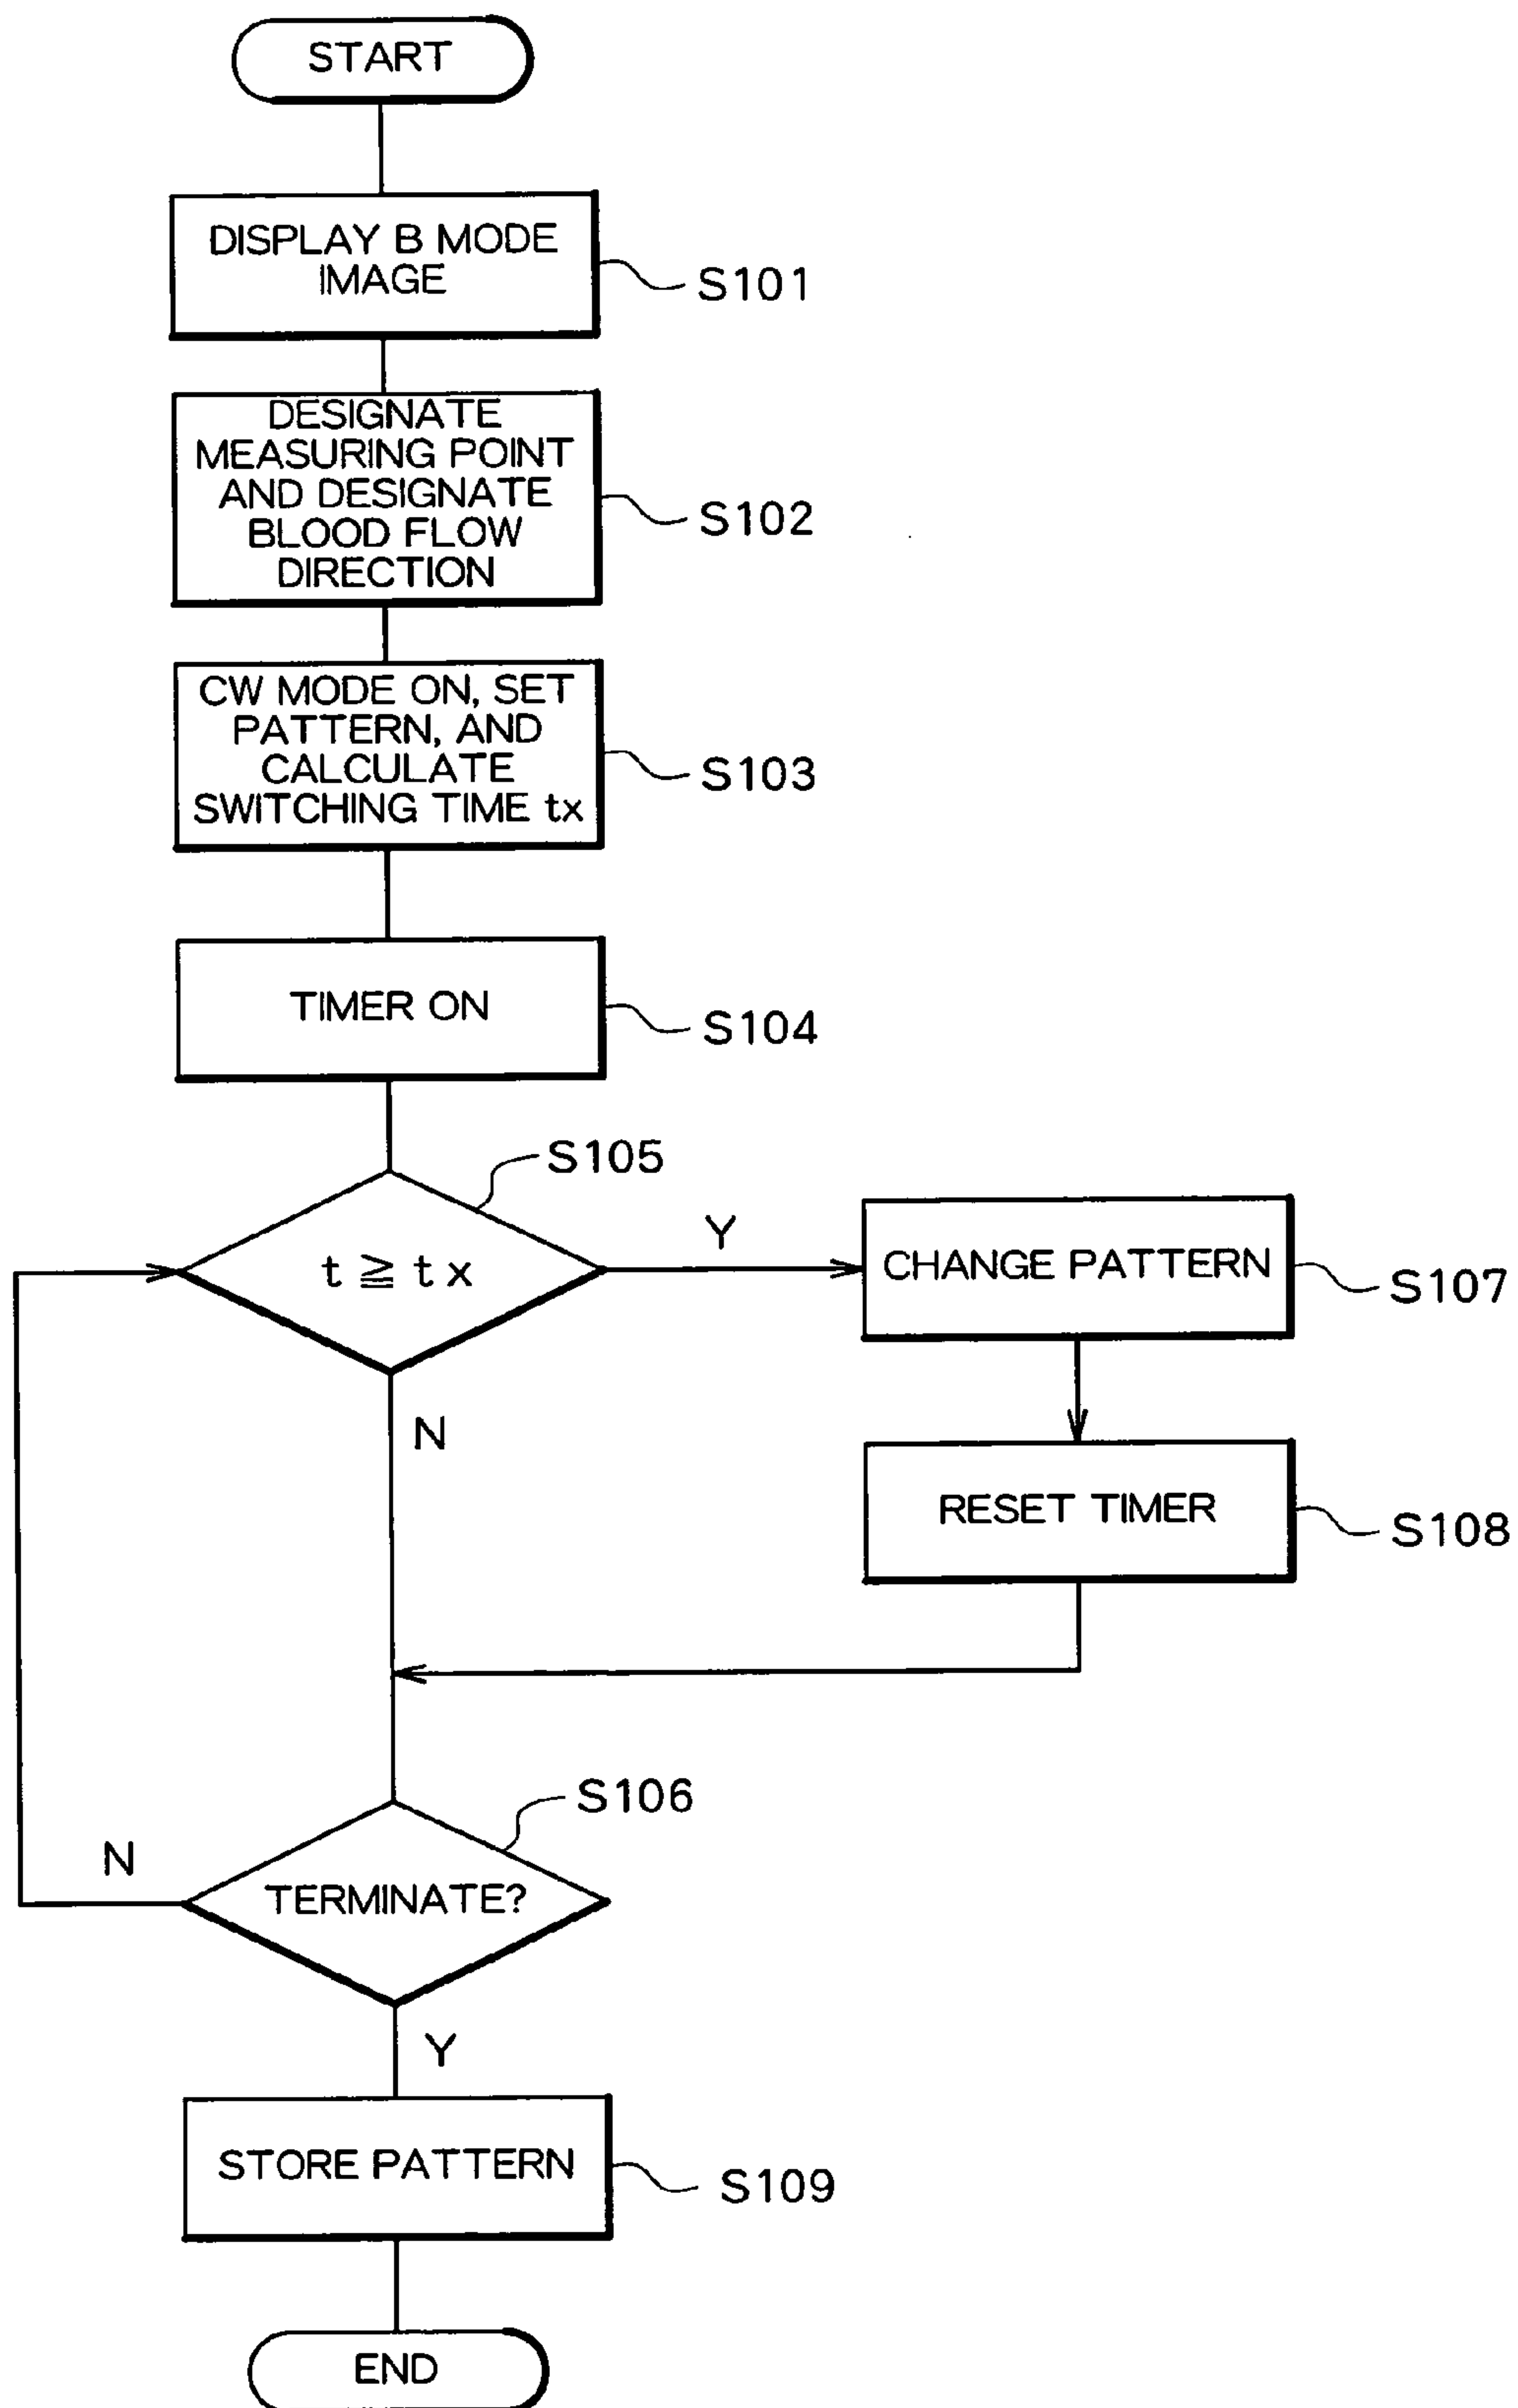 START
DISPLAY B MODE
IMAGE
S101
DESIGNATE
MEASURING POINT
AND DESIGNATE
BLOOD FLOW
DIRECTION
S102
CW MODE ON, SET
PATTERN, AND
CALCULATE
SWITCHING TIME tx
S103
TIMER ON
S104
S105
t ≧ tx
Y
CHANGE PATTERN
S107
N
RESET TIMER
S108
S106
N
TERMINATE?
Y
STORE PATTERN
S109
END